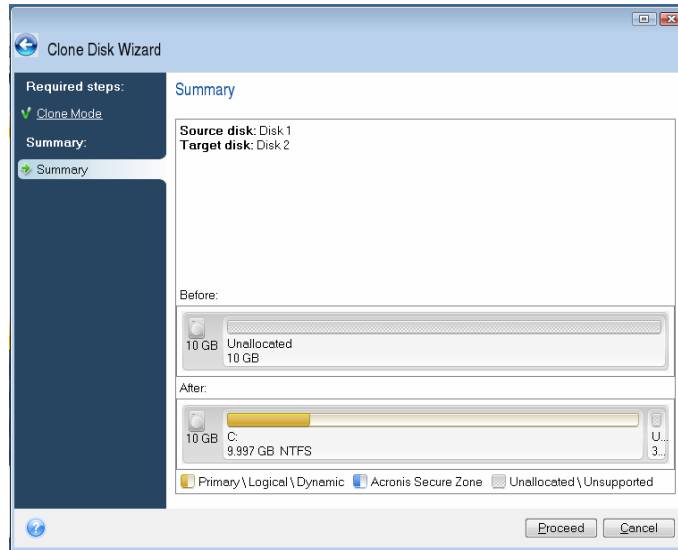 Clone Disk Wizard
Required steps:
Clone Mode
Summary:
Summary
Summary
Source disk: Disk 1
Target disk: Disk 2
Before:
10 GB
Unallocated
10 GB
After:
10 GB
C:
9.997 GB NTFS
U...
3...
Primary \ Logical \ Dynamic Acronis Secure Zone Unallocated \ Unsupported
? Proceed Cancel